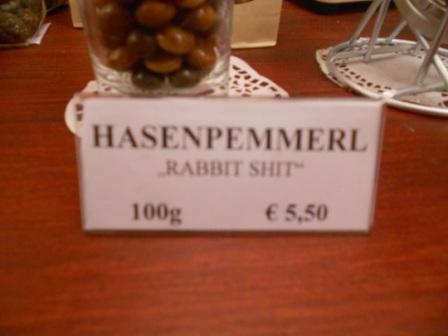 HASENPEMMERL
„RABBIT SHIT“
100g € 5,50